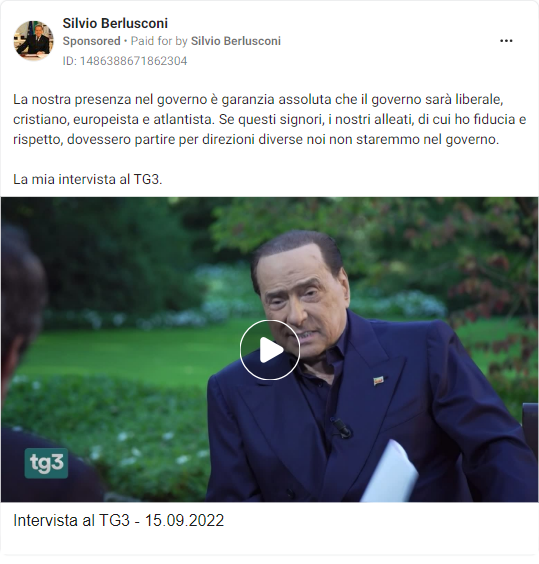 Silvio Berlusconi
Sponsored • Paid for by Silvio Berlusconi
ID: 1486388671862304
La nostra presenza nel governo è garanzia assoluta che il governo sarà liberale,
cristiano, europeista e atlantista. Se questi signori, i nostri alleati, di cui ho fiducia e
rispetto, dovessero partire per direzioni diverse noi non staremmo nel governo.
La mia intervista al TG3.
tg3
Intervista al TG3 - 15.09.2022